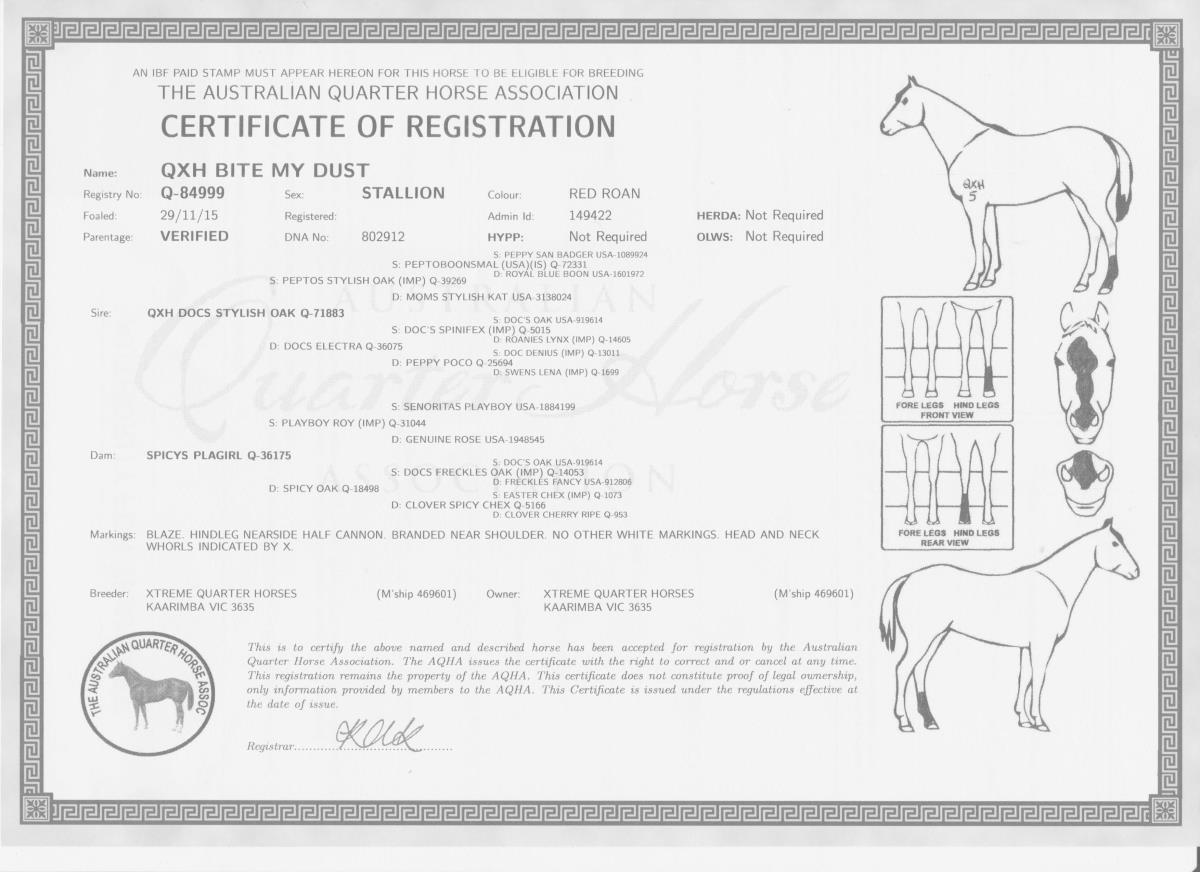 AN IBF PAID STAMP MUST APPEAR HEREON FOR THIS HORSE TO BE ELIGIBLE FOR BREEDING
THE AUSTRALIAN QUARTER HORSE ASSOCIATION
CERTIFICATE OF REGISTRATION
Name: QXH BITE MY DUST
Registry No: Q-84999 Sex: STALLION Colour: RED ROAN
Foaled: 29/11/15 Registered: Admin Id: 149422 HERDA: Not Required
Parentage: VERIFIED DNA No: 802912 HYPP: Not Required OLWS: Not Required
S: PEPPY SAN BADGER USA-1089924
S: PEPTOBOONSMAL (USA)(IS) Q-72331
D: ROYAL BLUE BOON USA-1601972
S: PEPTOS STYLISH OAK (IMP) Q-39269
D: MOMS STYLISH KAT USA-3138024
Sire: QXH DOCS STYLISH OAK Q-71883
S: DOC'S OAK USA-919614
S: DOC'S SPINIFEX (IMP) Q-5015
D: ROANIES LYNX (IMP) Q-14605
D: DOCS ELECTRA Q-36075
S: DOC DENIUS (IMP) Q-13011
D: PEPPY POCO Q-25694
D: SWENS LENA (IMP) Q-1699
S: SENORITAS PLAYBOY USA-1884199
S: PLAYBOY ROY (IMP) Q-31044
D: GENUINE ROSE USA-1948545
Dam: SPICYS PLAGIRL Q-36175
S: DOC'S OAK USA-919614
S: DOCS FRECKLES OAK (IMP) Q-14053
D: FRECKLES FANCY USA-912806
D: SPICY OAK Q-18498
S: EASTER CHEX (IMP) Q-1073
D: CLOVER SPICY CHEX Q-5166
D: CLOVER CHERRY RIPE Q-953
AUSTRALIAN
Quarter Horse
ASSOCIATION
Markings: BLAZE. HINDLEG NEARSIDE HALF CANNON. BRANDED NEAR SHOULDER. NO OTHER WHITE MARKINGS. HEAD AND NECK
WHORLS INDICATED BY X.
Breeder: XTREME QUARTER HORSES (M'ship 469601) Owner: XTREME QUARTER HORSES (M'ship 469601)
KAARIMBA VIC 3635 KAARIMBA VIC 3635
This is to certify the above named and described horse has been accepted for registration by the Australian
Quarter Horse Association. The AQHA issues the certificate with the right to correct and or cancel at any time.
This registration remains the property of the AQHA. This certificate does not constitute proof of legal ownership,
only information provided by members to the AQHA. This Certificate is issued under the regulations effective at
the date of issue.
Registrar
THE AUSTRALIAN QUARTER HORSE ASSOC
QXH
5
FORE LEGS HIND LEGS
FRONT VIEW
FORE LEGS HIND LEGS
REAR VIEW